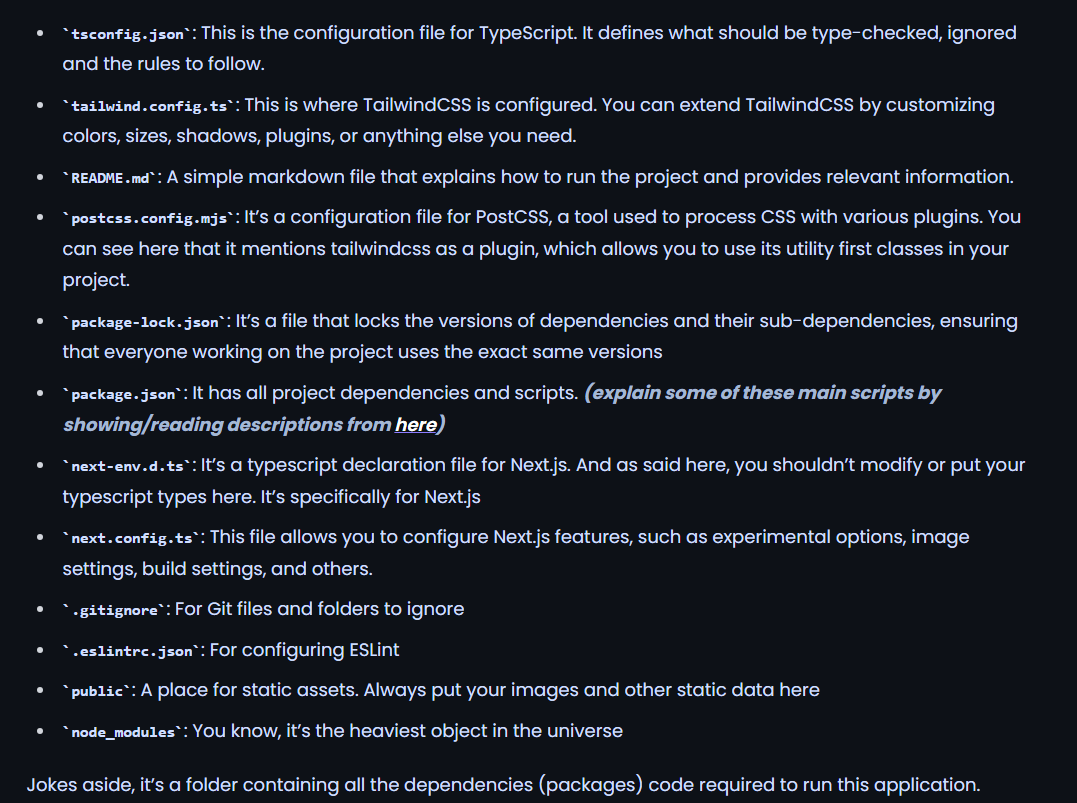 `tsconfig.json`: This is the configuration file for TypeScript. It defines what should be type-checked, ignored
and the rules to follow.
`tailwind.config.ts`: This is where TailwindCSS is configured. You can extend TailwindCSS by customizing
colors, sizes, shadows, plugins, or anything else you need.
`README.md`: A simple markdown file that explains how to run the project and provides relevant information.
`postcss.config.mjs`: It’s a configuration file for PostCSS, a tool used to process CSS with various plugins. You
can see here that it mentions tailwindcss as a plugin, which allows you to use its utility first classes in your
project.
`package-lock.json`: It’s a file that locks the versions of dependencies and their sub-dependencies, ensuring
that everyone working on the project uses the exact same versions
`package.json`: It has all project dependencies and scripts. (explain some of these main scripts by
showing/reading descriptions from here)
`next-env.d.ts`: It’s a typescript declaration file for Next.js. And as said here, you shouldn’t modify or put your
typescript types here. It’s specifically for Next.js
`next.config.ts`: This file allows you to configure Next.js features, such as experimental options, image
settings, build settings, and others.
`.gitignore`: For Git files and folders to ignore
`.eslintrc.json`: For configuring ESLint
`public`: A place for static assets. Always put your images and other static data here
`node_modules`: You know, it’s the heaviest object in the universe
Jokes aside, it’s a folder containing all the dependencies (packages) code required to run this application.